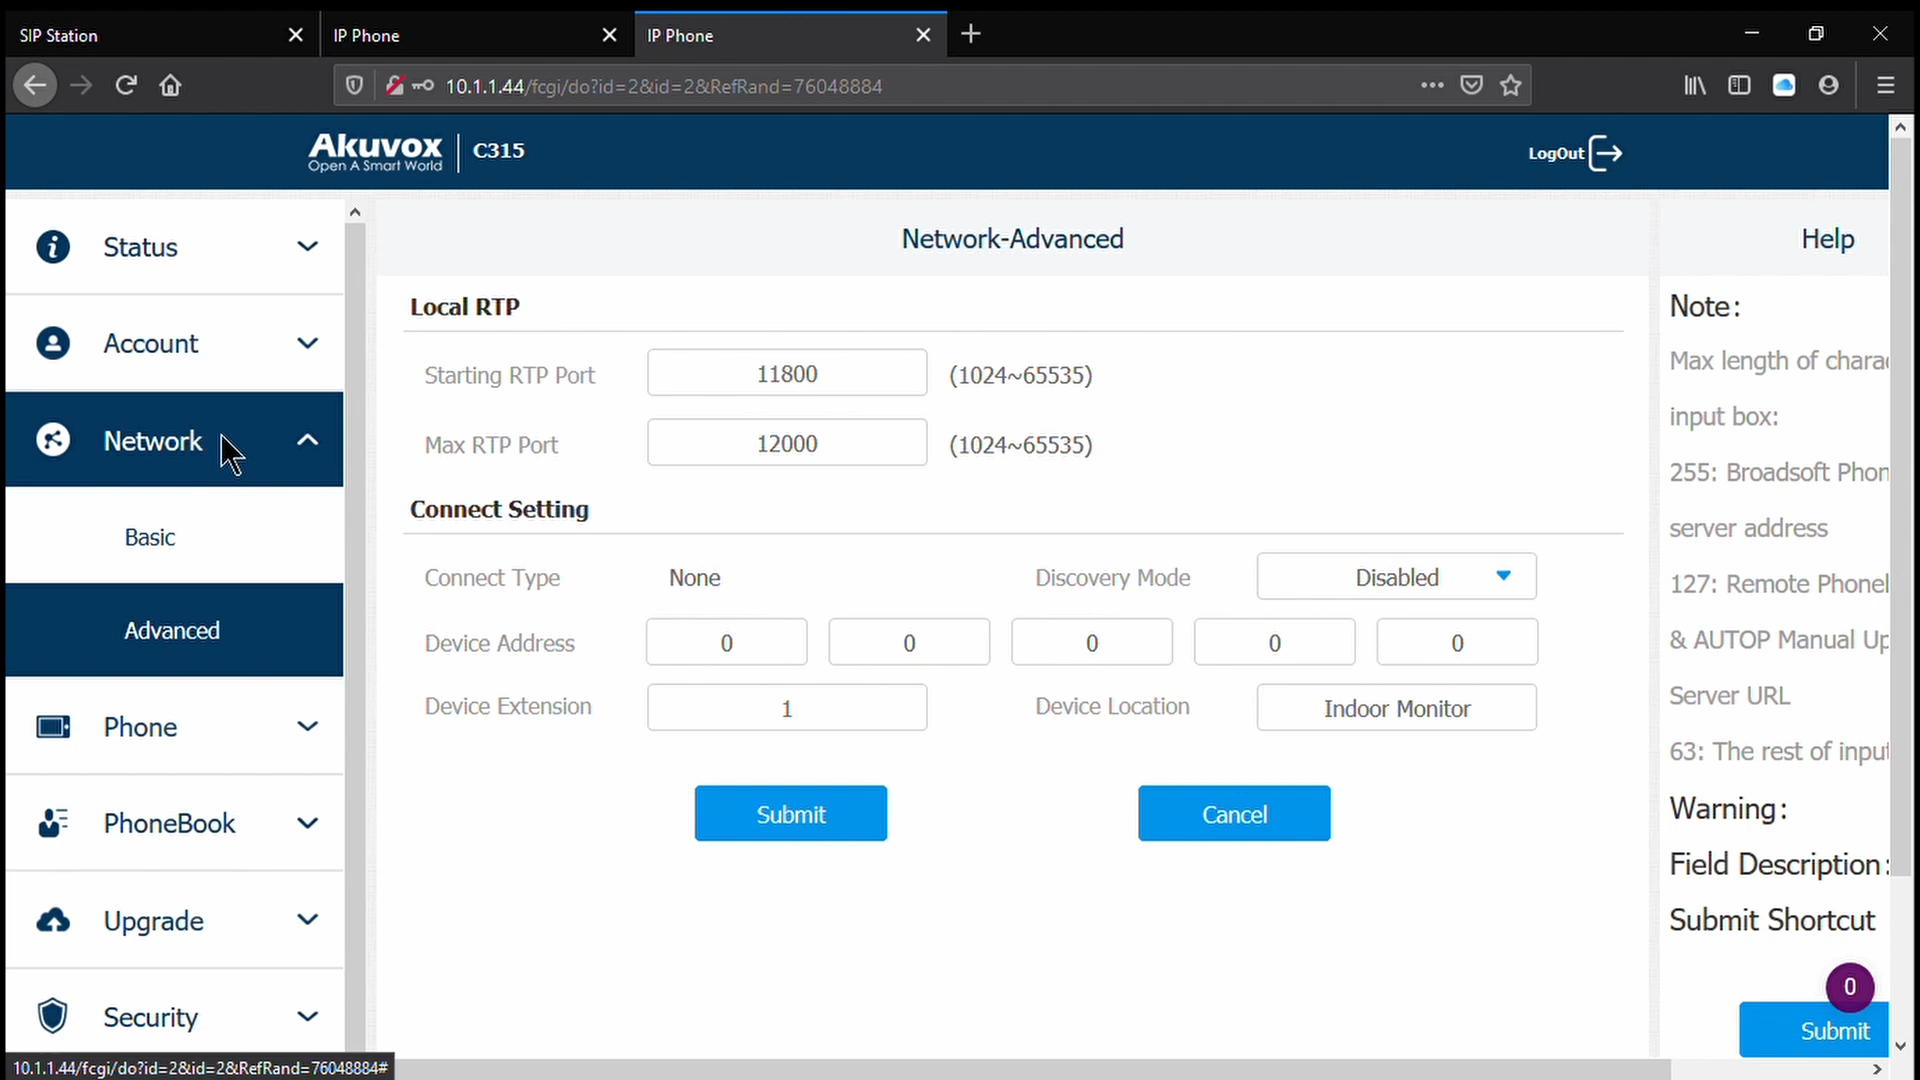 SIP Station
IP Phone
IP Phone
10.1.1.44/fcgi/do?id=2&id=2&RefRand=76048884
Akuvox
Open A Smart World
C315
LogOut
Status
Account
Network
Basic
Advanced
Phone
PhoneBook
Upgrade
Security
Network-Advanced
Local RTP
Starting RTP Port 11800 (1024~65535)
Max RTP Port 12000 (1024~65535)
Connect Setting
Connect Type None Discovery Mode Disabled
Device Address 0 0 0 0 0
Device Extension 1 Device Location Indoor Monitor
Submit Cancel
Help
Note:
Max length of charac
input box:
255: Broadsoft Phon
server address
127: Remote Phonel
& AUTOP Manual Up
Server URL
63: The rest of input
Warning:
Field Description:
Submit Shortcut
0
Submit
10.1.1.44/fcgi/do?id=2&id=2&RefRand=76048884#